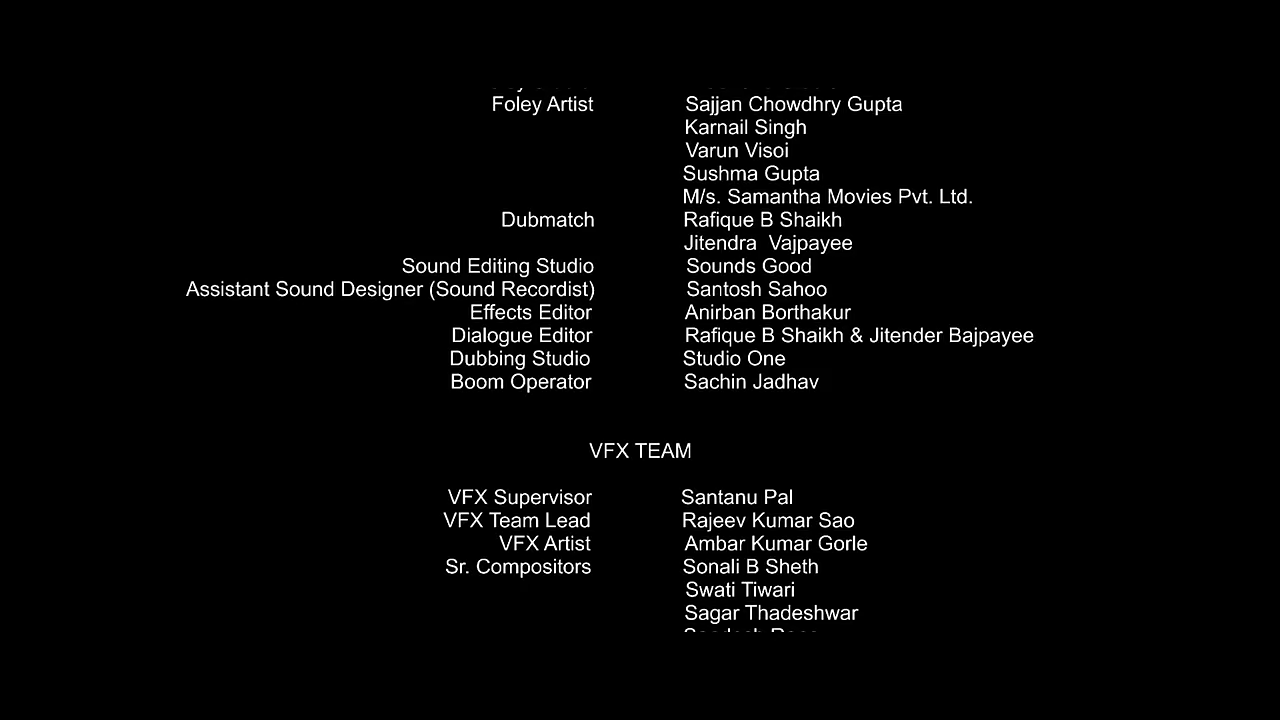 Foley Artist Sajjan Chowdhry Gupta
Karnail Singh
Varun Visoi
Sushma Gupta
M/s. Samantha Movies Pvt. Ltd.
Dubmatch Rafique B Shaikh
Jitendra  Vajpayee
Sound Editing Studio Sounds Good
Assistant Sound Designer (Sound Recordist) Santosh Sahoo
Effects Editor Anirban Borthakur
Dialogue Editor Rafique B Shaikh & Jitender Bajpayee
Dubbing Studio Studio One
Boom Operator Sachin Jadhav
VFX TEAM
VFX Supervisor Santanu Pal
VFX Team Lead Rajeev Kumar Sao
VFX Artist Ambar Kumar Gorle
Sr. Compositors Sonali B Sheth
Swati Tiwari
Sagar Thadeshwar